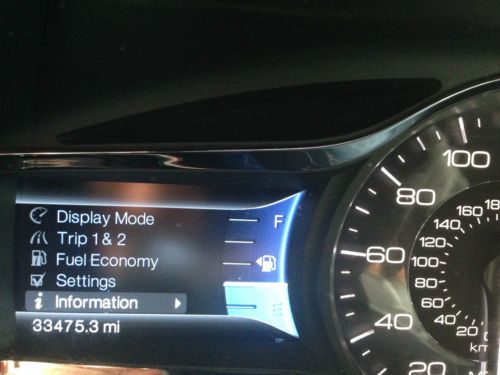 Display Mode
F
Trip 1 & 2
Fuel Economy
Settings
Information
33475.3 mi
100
80
60
40
20
160
140
120
100
80
60
40
20
km